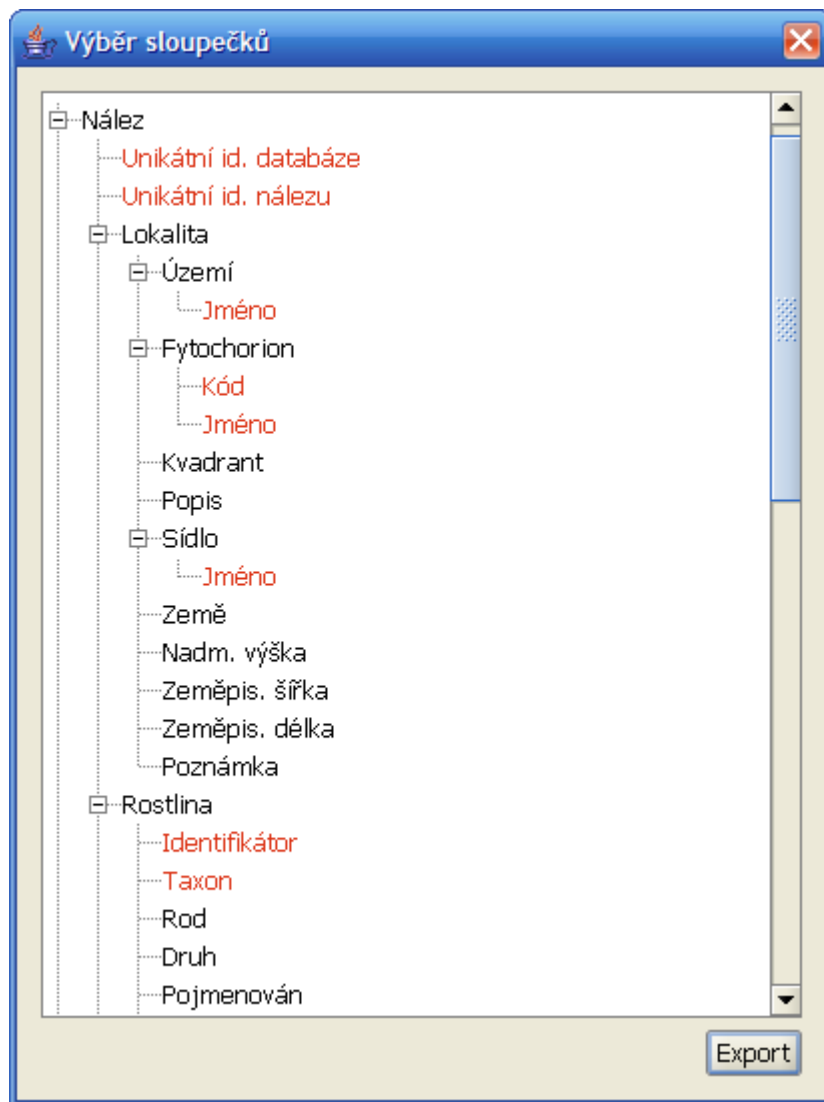 Výběr sloupečků
Nález
Unikátní id. databáze
Unikátní id. nálezu
Lokalita
Území
Jméno
Fytochorion
Kód
Jméno
Kvadrant
Popis
Sídlo
Jméno
Země
Nadm. výška
Zeměpis. šířka
Zeměpis. délka
Poznámka
Rostlina
Identifikátor
Taxon
Rod
Druh
Pojmenován
Export